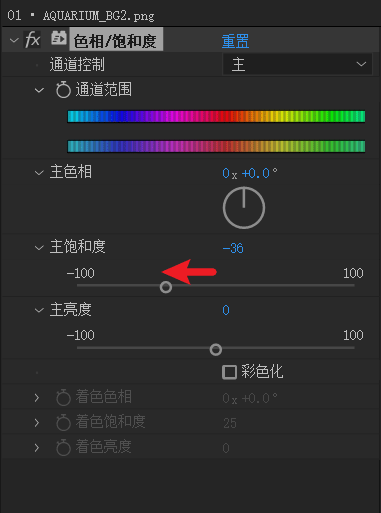 01 • AQUARIUM_BG2.png
fx 色相/饱和度 重置
通道控制 主
通道范围
主色相 0x+0.0°
主饱和度 -36
-100 100
主亮度 0
-100 100
彩色化
着色色相 0x+0.0°
着色饱和度 25
着色亮度 0